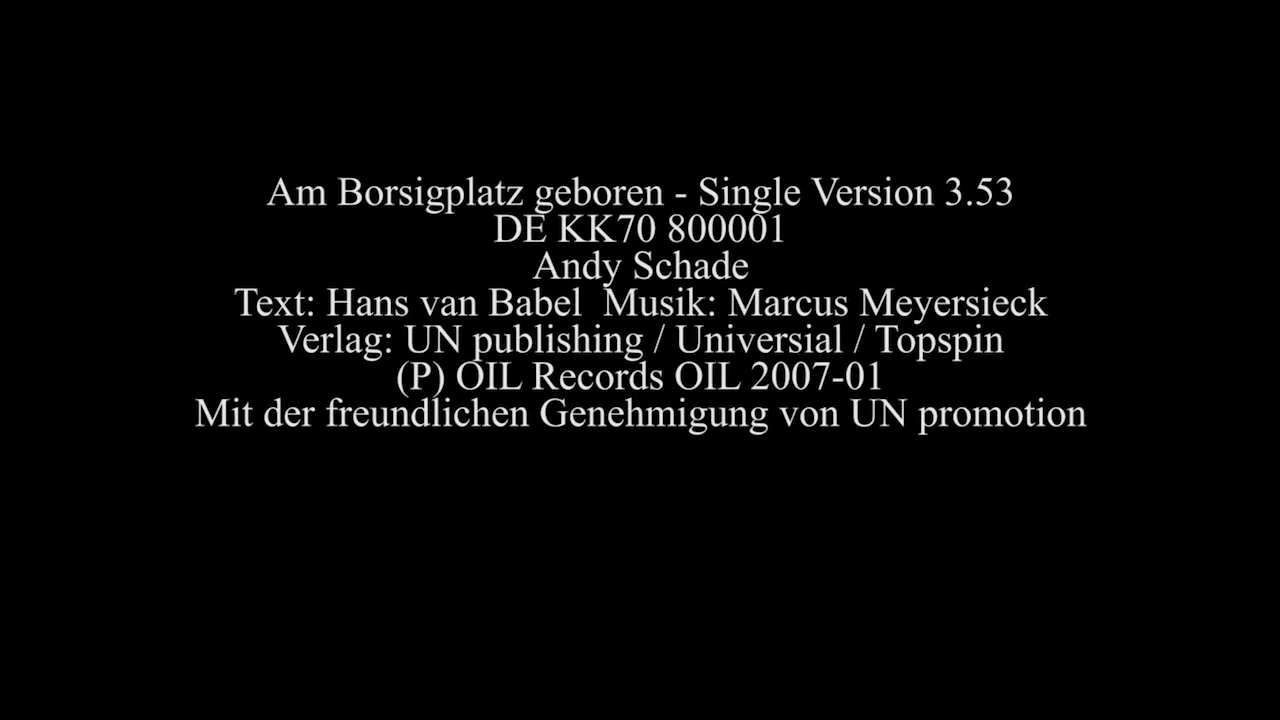 Am Borsigplatz geboren - Single Version 3.53
DE KK70 800001
Andy Schade
Text: Hans van Babel  Musik: Marcus Meyersieck
Verlag: UN publishing / Universial / Topspin
(P) OIL Records OIL 2007-01
Mit der freundlichen Genehmigung von UN promotion